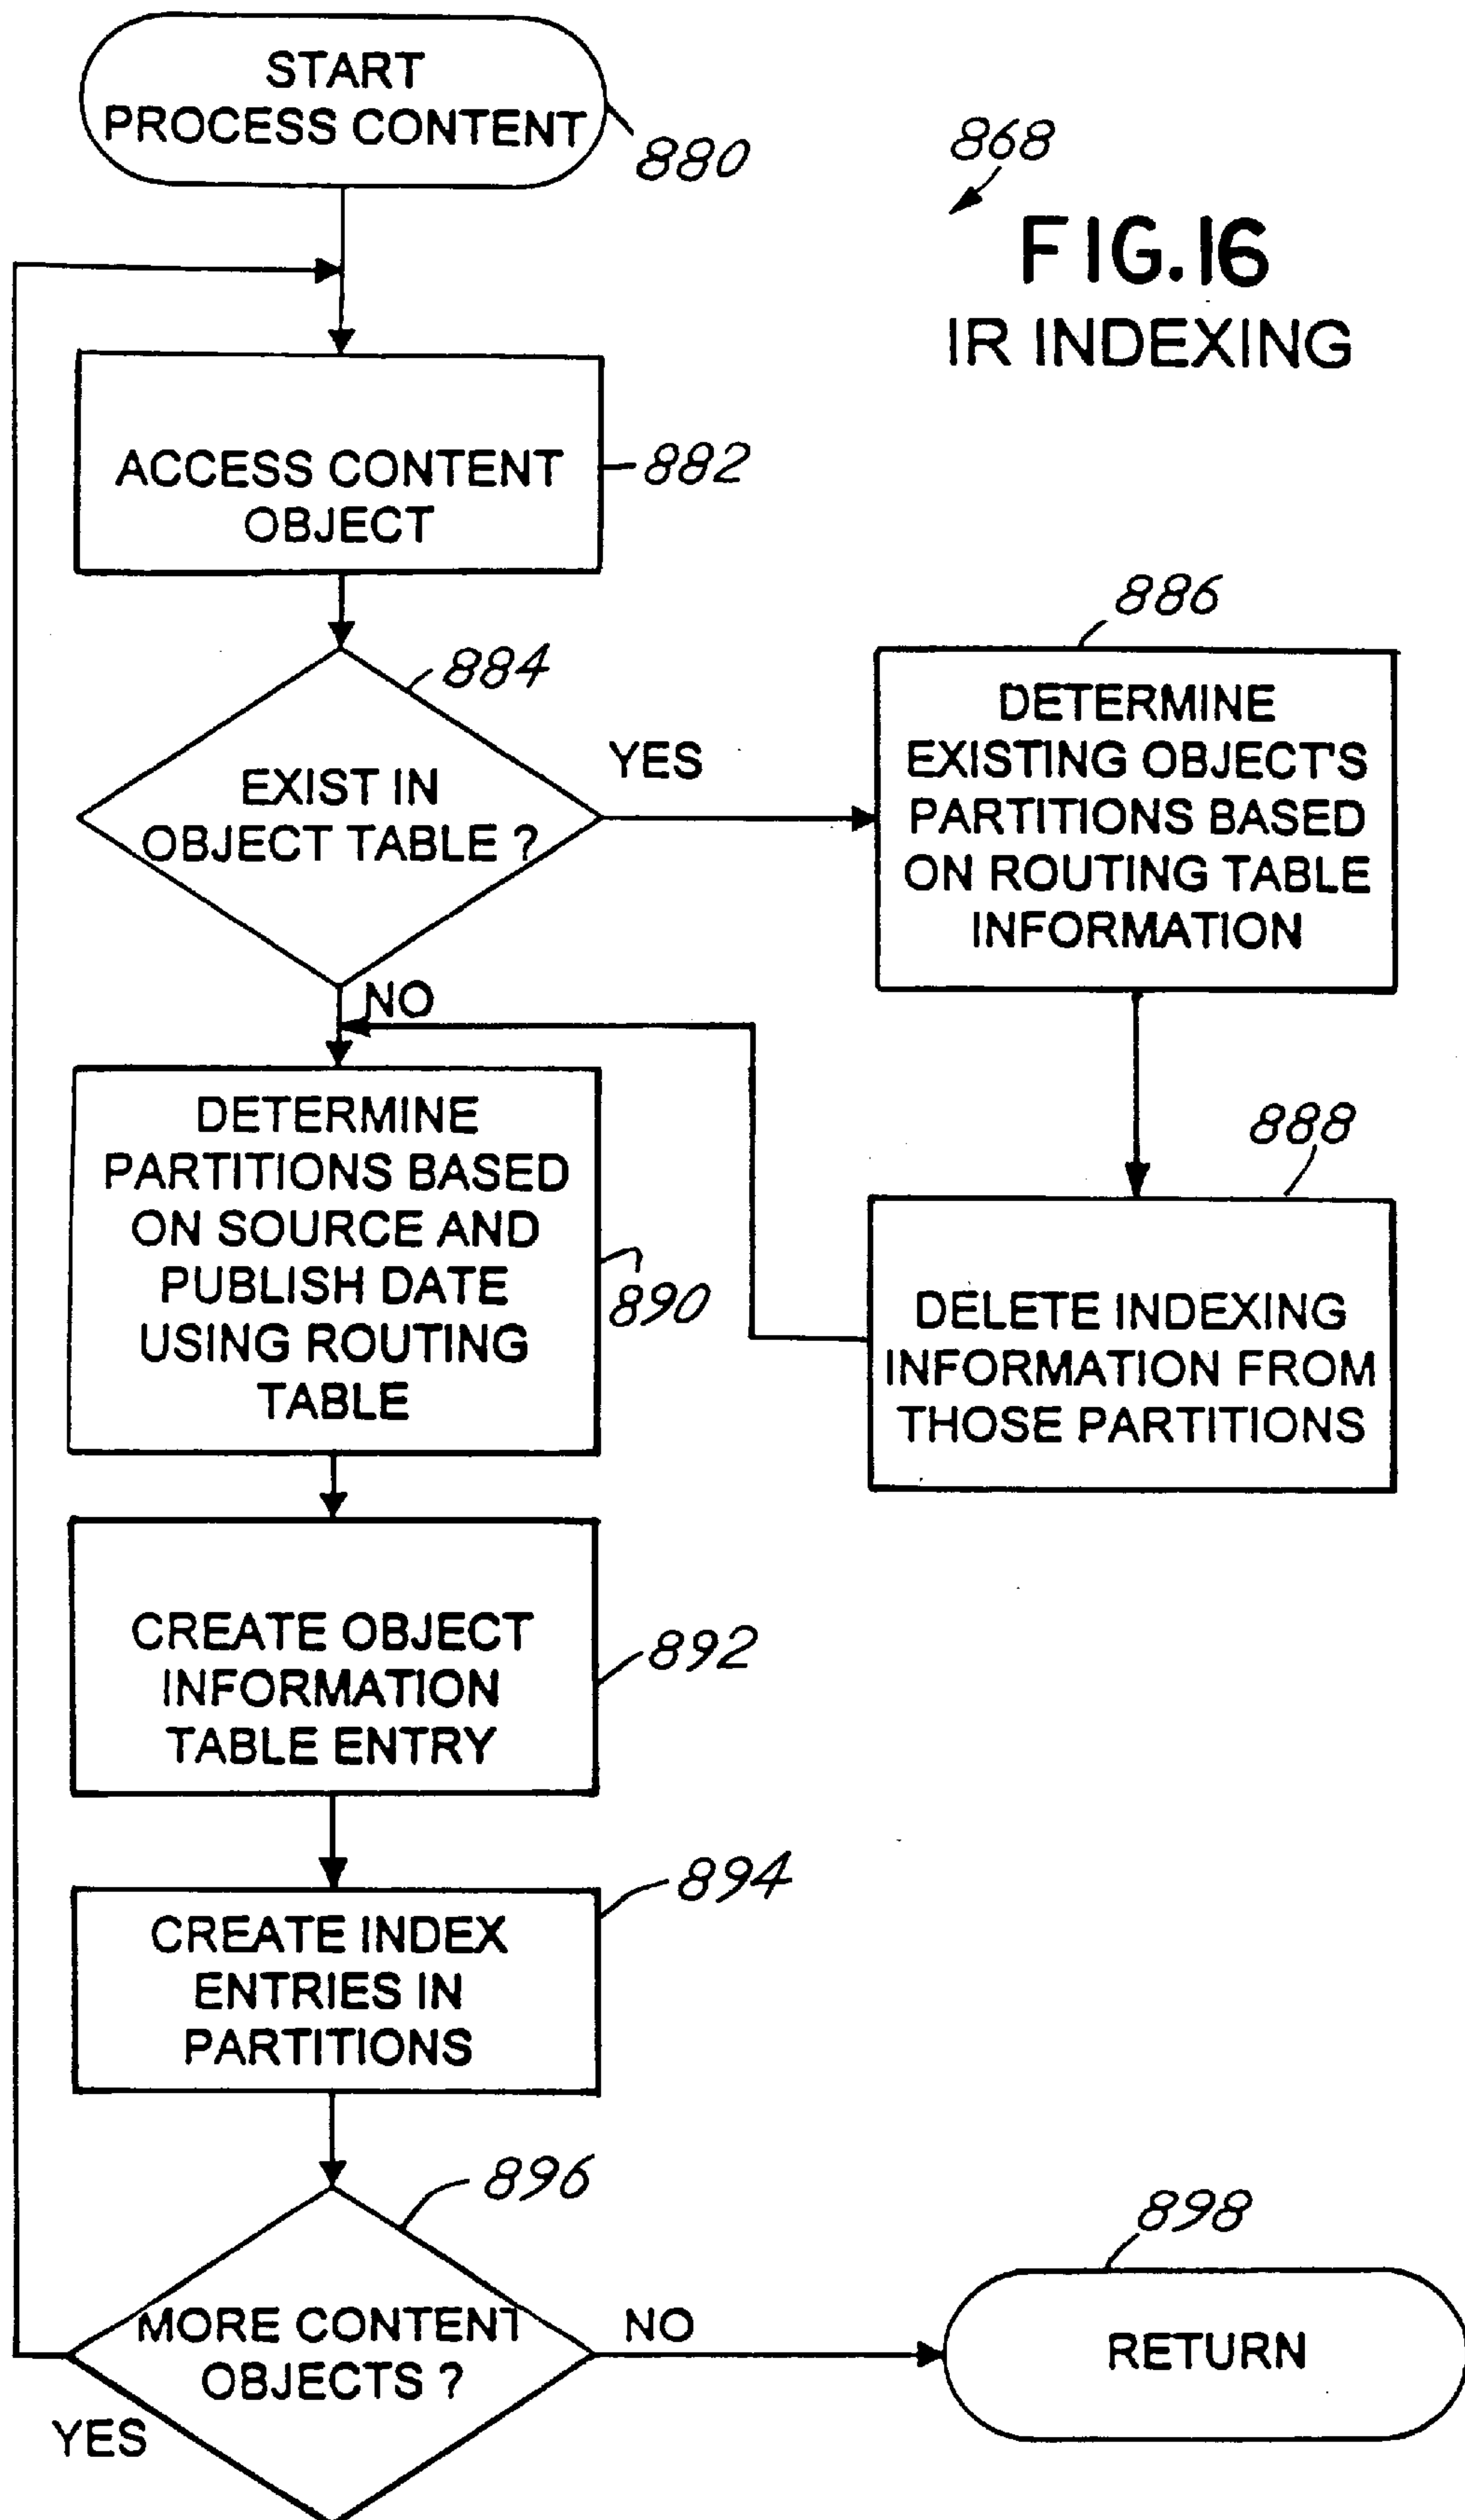 START
PROCESS CONTENT
880
868
FIG.16
IR INDEXING
ACCESS CONTENT
OBJECT
882
884
EXIST IN
OBJECT TABLE ?
YES
886
DETERMINE
EXISTING OBJECT'S
PARTITIONS BASED
ON ROUTING TABLE
INFORMATION
NO
888
DELETE INDEXING
INFORMATION FROM
THOSE PARTITIONS
DETERMINE
PARTITIONS BASED
ON SOURCE AND
PUBLISH DATE
USING ROUTING
TABLE
890
CREATE OBJECT
INFORMATION
TABLE ENTRY
892
894
CREATE INDEX
ENTRIES IN
PARTITIONS
896
MORE CONTENT
OBJECTS ?
YES
NO
898
RETURN